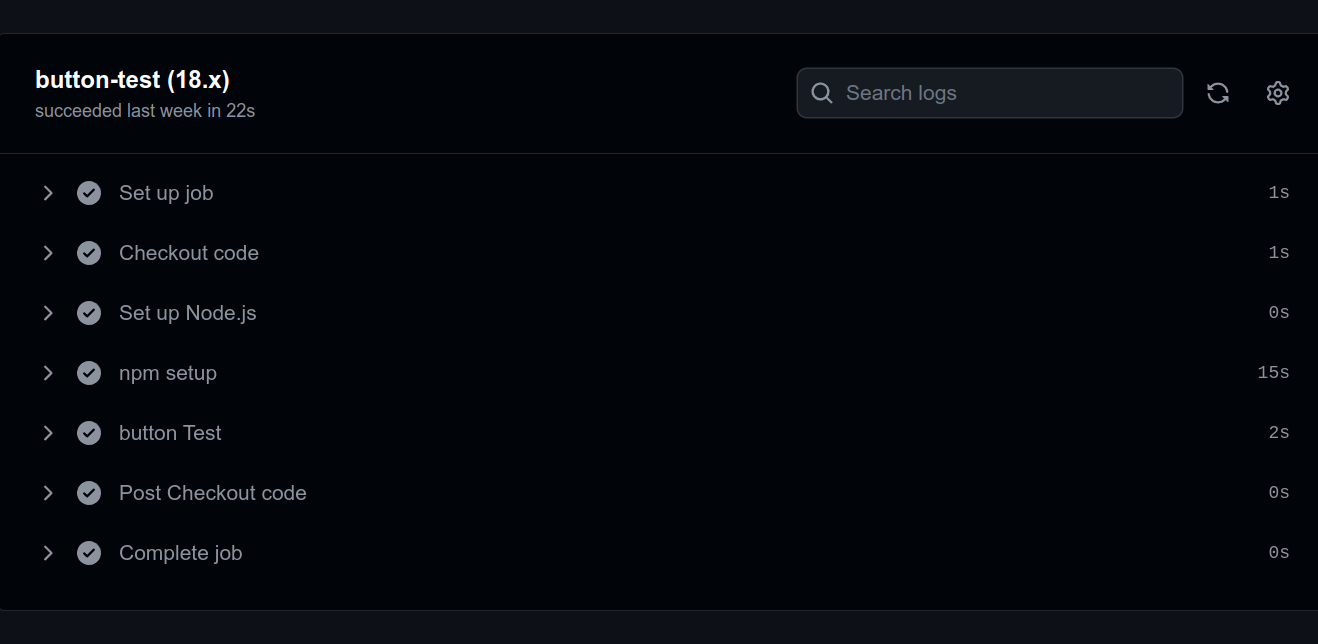 button-test (18.x)
succeeded last week in 22s
Search logs
Set up job 1s
Checkout code 1s
Set up Node.js 0s
npm setup 15s
button Test 2s
Post Checkout code 0s
Complete job 0s